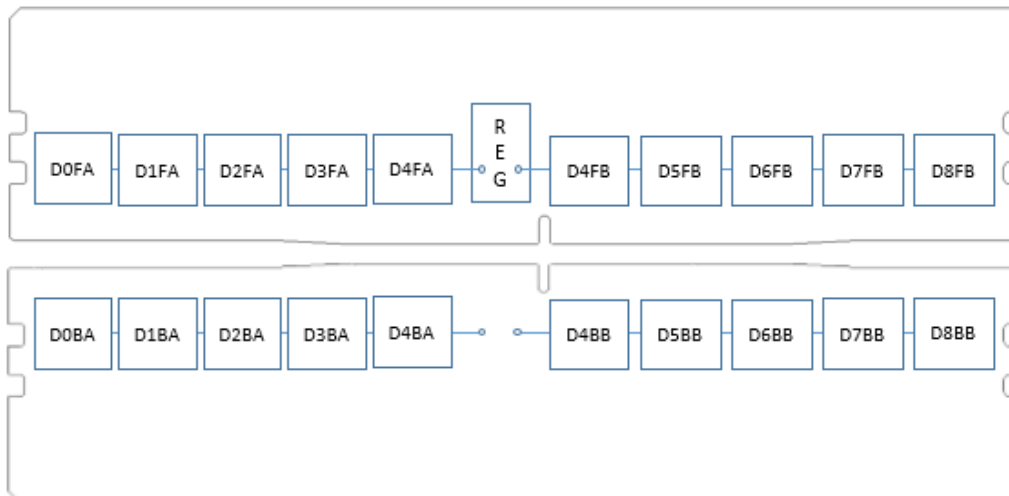 D0FA D1FA D2FA D3FA D4FA R E G D4FB D5FB D6FB D7FB D8FB
D0BA D1BA D2BA D3BA D4BA D4BB D5BB D6BB D7BB D8BB